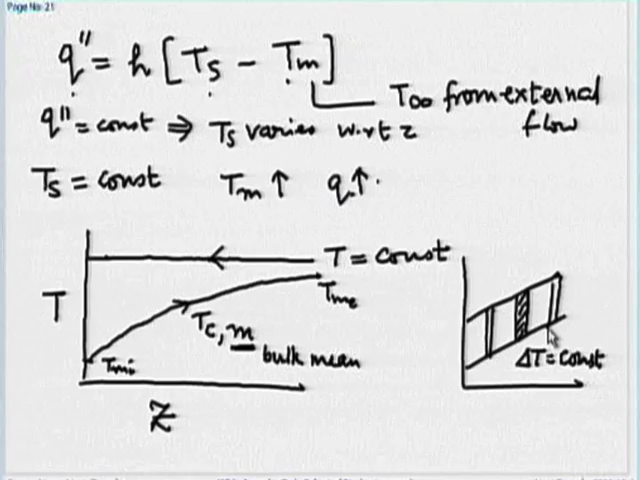 Page No: 21
q" = h [ Ts - Tm ]
T∞ from external flow
q" = const ⇒ Ts varies w.r.t z
Ts = const Tm ↑ q ↑.
T = const
T
Tme
Tc, m
bulk mean
Tmi
ΔT = const
Z